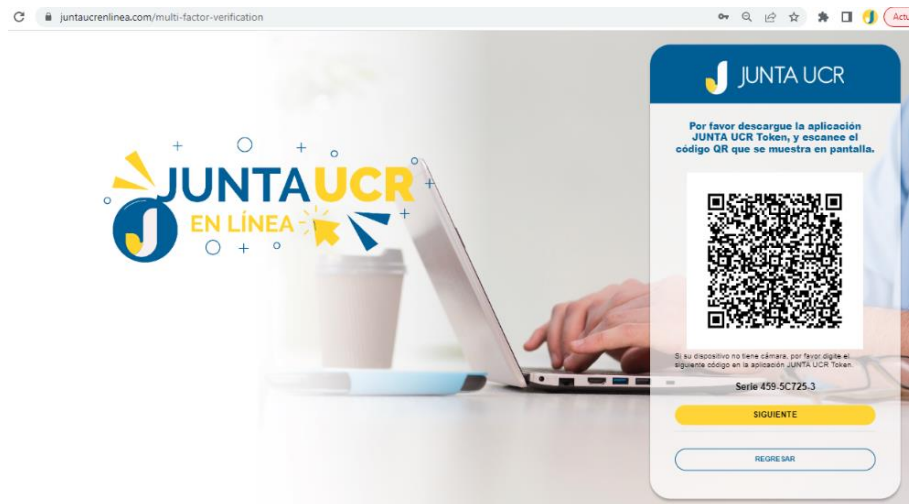 juntaucrenlinea.com/multi-factor-verification
Actu
JUNTA UCR
EN LÍNEA
JUNTA UCR
Por favor descargue la aplicación
JUNTA UCR Token, y escanee el
código QR que se muestra en pantalla.
Si su dispositivo no tiene cámara, por favor digite el
siguiente código en la aplicación JUNTA UCR Token.
Serie 459-5C725-3
SIGUIENTE
REGRESAR